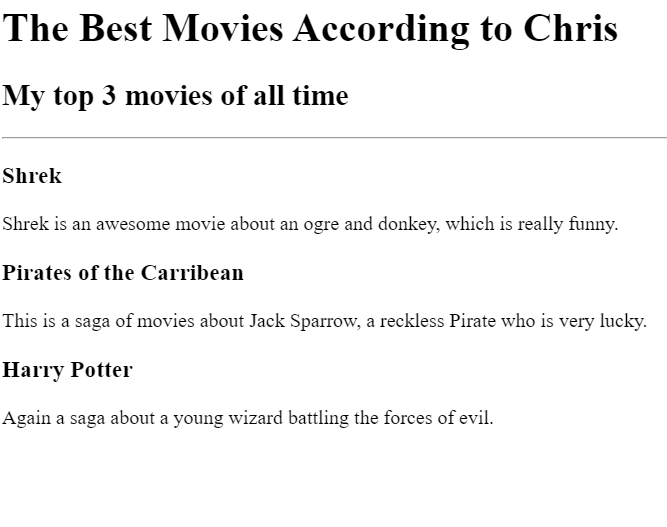 The Best Movies According to Chris
My top 3 movies of all time
Shrek
Shrek is an awesome movie about an ogre and donkey, which is really funny.
Pirates of the Carribean
This is a saga of movies about Jack Sparrow, a reckless Pirate who is very lucky.
Harry Potter
Again a saga about a young wizard battling the forces of evil.